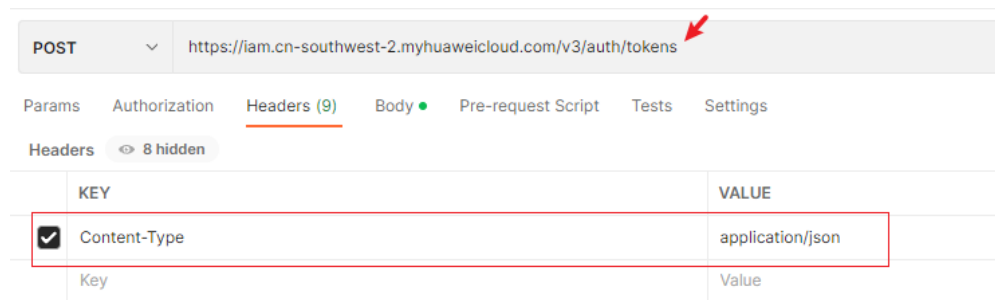 POST https://iam.cn-southwest-2.myhuaweicloud.com/v3/auth/tokens
Params Authorization Headers (9) Body Pre-request Script Tests Settings
Headers 8 hidden
KEY VALUE
Content-Type application/json
Key Value